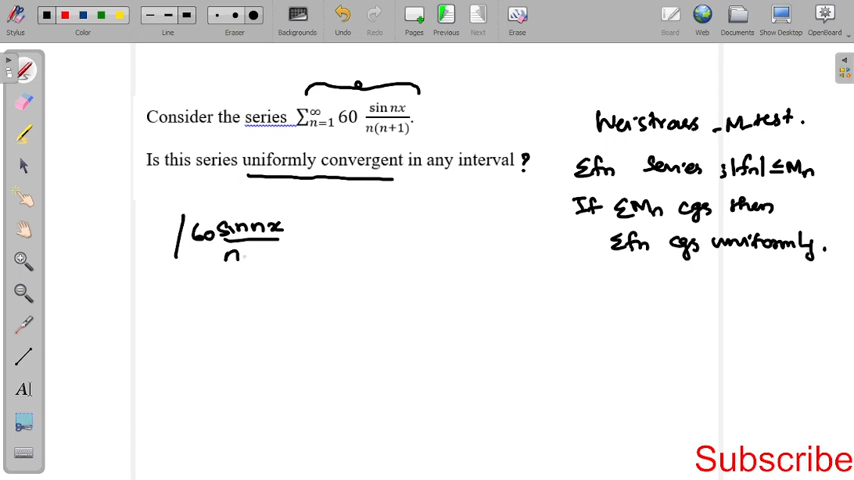 Stylus
Line
Eraser
Backgrounds
Undo
Redo
Pages
Previous
Next
Erase
Board
Web
Documents
Show Desktop
OpenBoard
Consider the series ∑_{n=1}^{∞} 60 sin nx / n(n+1).
Is this series uniformly convergent in any interval ?
|60 sin nx / n
Weistrass - M test.
Σfn series ; |fn| ≤ Mn
If ΣMn cgs then
Σfn cgs uniformly.
Subscribe